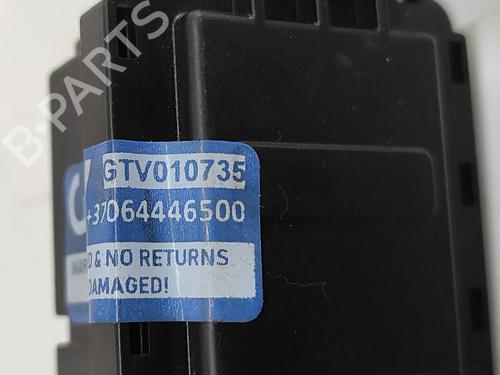 B-PARTS
GTV010735
+37064446500
& NO RETURNS
DAMAGED!